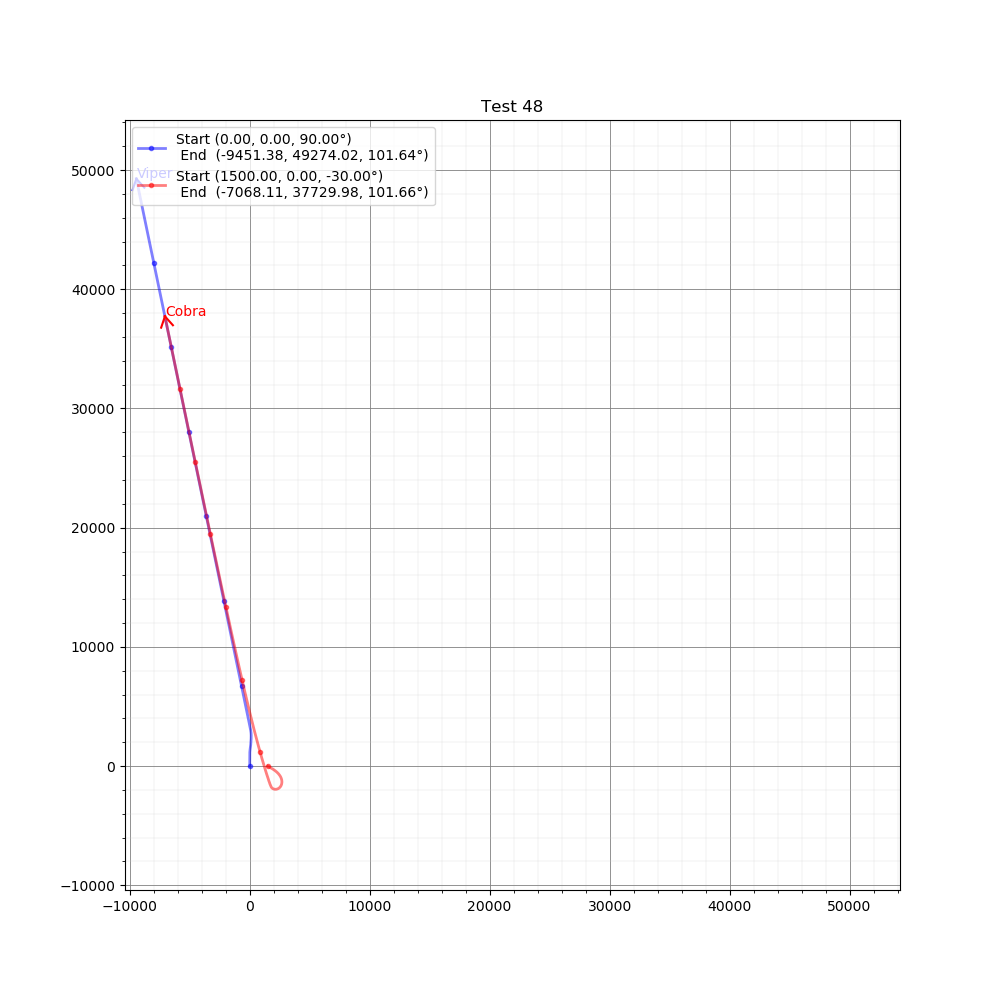 Test 48
Start (0.00, 0.00, 90.00°)
End (-9451.38, 49274.02, 101.64°)
Start (1500.00, 0.00, -30.00°)
End (-7068.11, 37729.98, 101.66°)
Viper
Cobra
50000
40000
30000
20000
10000
0
−10000
−10000 0 10000 20000 30000 40000 50000